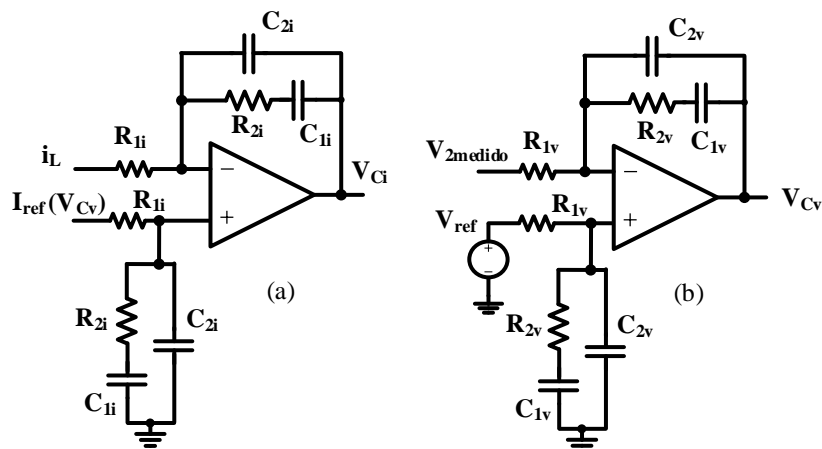 C2i
R2i
C1i
R1i
iL
−
VCi
Iref(VCv)
R1i
+
(a)
R2i
C2i
C1i
C2v
R2v
C1v
R1v
V2medido
−
Vref
R1v
+
VCv
+
−
(b)
R2v
C2v
C1v